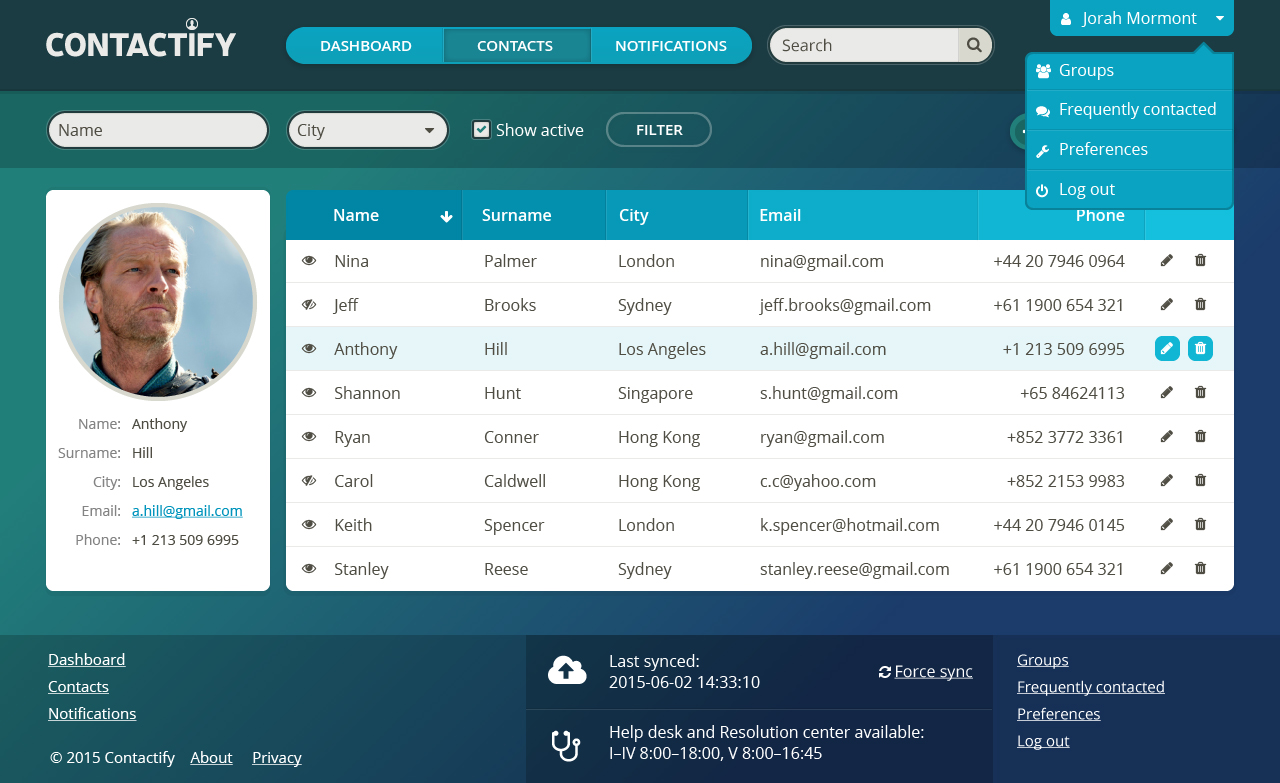 CONTACTIFY
DASHBOARD
CONTACTS
NOTIFICATIONS
Search
Jorah Mormont
Groups
Frequently contacted
Preferences
Log out
Name
City
Show active
FILTER
Name Surname City Email Phone
Nina Palmer London nina@gmail.com +44 20 7946 0964
Jeff Brooks Sydney jeff.brooks@gmail.com +61 1900 654 321
Anthony Hill Los Angeles a.hill@gmail.com +1 213 509 6995
Shannon Hunt Singapore s.hunt@gmail.com +65 84624113
Ryan Conner Hong Kong ryan@gmail.com +852 3772 3361
Carol Caldwell Hong Kong c.c@yahoo.com +852 2153 9983
Keith Spencer London k.spencer@hotmail.com +44 20 7946 0145
Stanley Reese Sydney stanley.reese@gmail.com +61 1900 654 321
Name: Anthony
Surname: Hill
City: Los Angeles
Email: a.hill@gmail.com
Phone: +1 213 509 6995
Dashboard
Contacts
Notifications
© 2015 Contactify About Privacy
Last synced:
2015-06-02 14:33:10
Force sync
Help desk and Resolution center available:
I–IV 8:00–18:00, V 8:00–16:45
Groups
Frequently contacted
Preferences
Log out